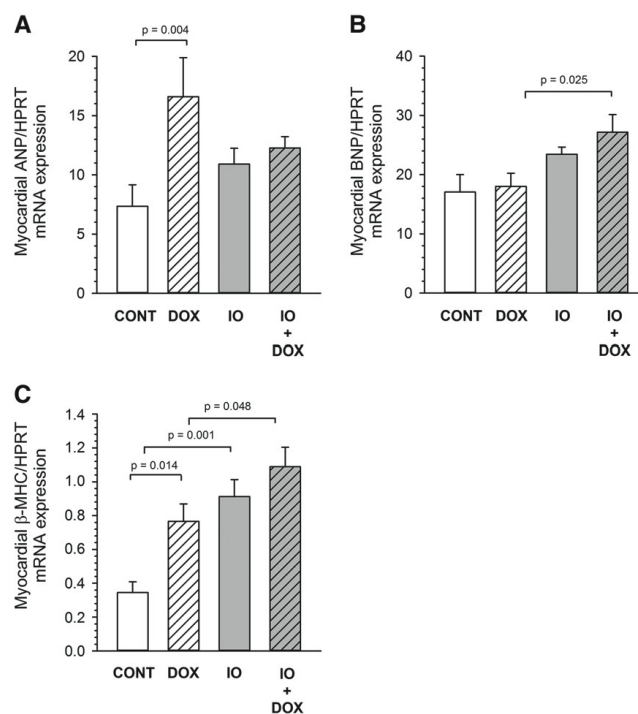 A
p = 0.004
Myocardial ANP/HPRT
mRNA expression
20
15
10
5
0
CONT DOX IO IO
+
DOX
B
p = 0.025
Myocardial BNP/HPRT
mRNA expression
40
30
20
10
0
CONT DOX IO IO
+
DOX
C
p = 0.048
p = 0.001
p = 0.014
Myocardial β-MHC/HPRT
mRNA expression
1.4
1.2
1.0
0.8
0.6
0.4
0.2
0.0
CONT DOX IO IO
+
DOX